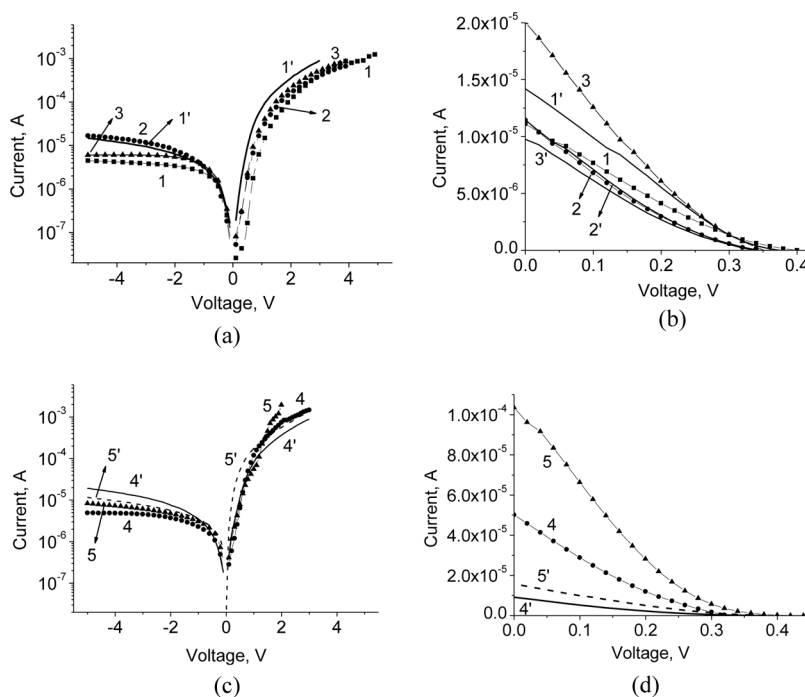 10⁻³
10⁻⁴
10⁻⁵
10⁻⁶
10⁻⁷
Current, A
-4 -2 0 2 4
Voltage, V
3 2 1' 1 1' 3 1 2
(a)
2.0x10⁻⁵
1.5x10⁻⁵
1.0x10⁻⁵
5.0x10⁻⁶
0.0
Current, A
0.0 0.1 0.2 0.3 0.4
Voltage, V
3 1' 1 3' 2 2'
(b)
10⁻³
10⁻⁴
10⁻⁵
10⁻⁶
10⁻⁷
Current, A
-4 -2 0 2 4
Voltage, V
5' 4' 5 4 5 4 5' 4'
(c)
1.0x10⁻⁴
8.0x10⁻⁵
6.0x10⁻⁵
4.0x10⁻⁵
2.0x10⁻⁵
0.0
Current, A
0.0 0.1 0.2 0.3 0.4
Voltage, V
5 4 5' 4'
(d)